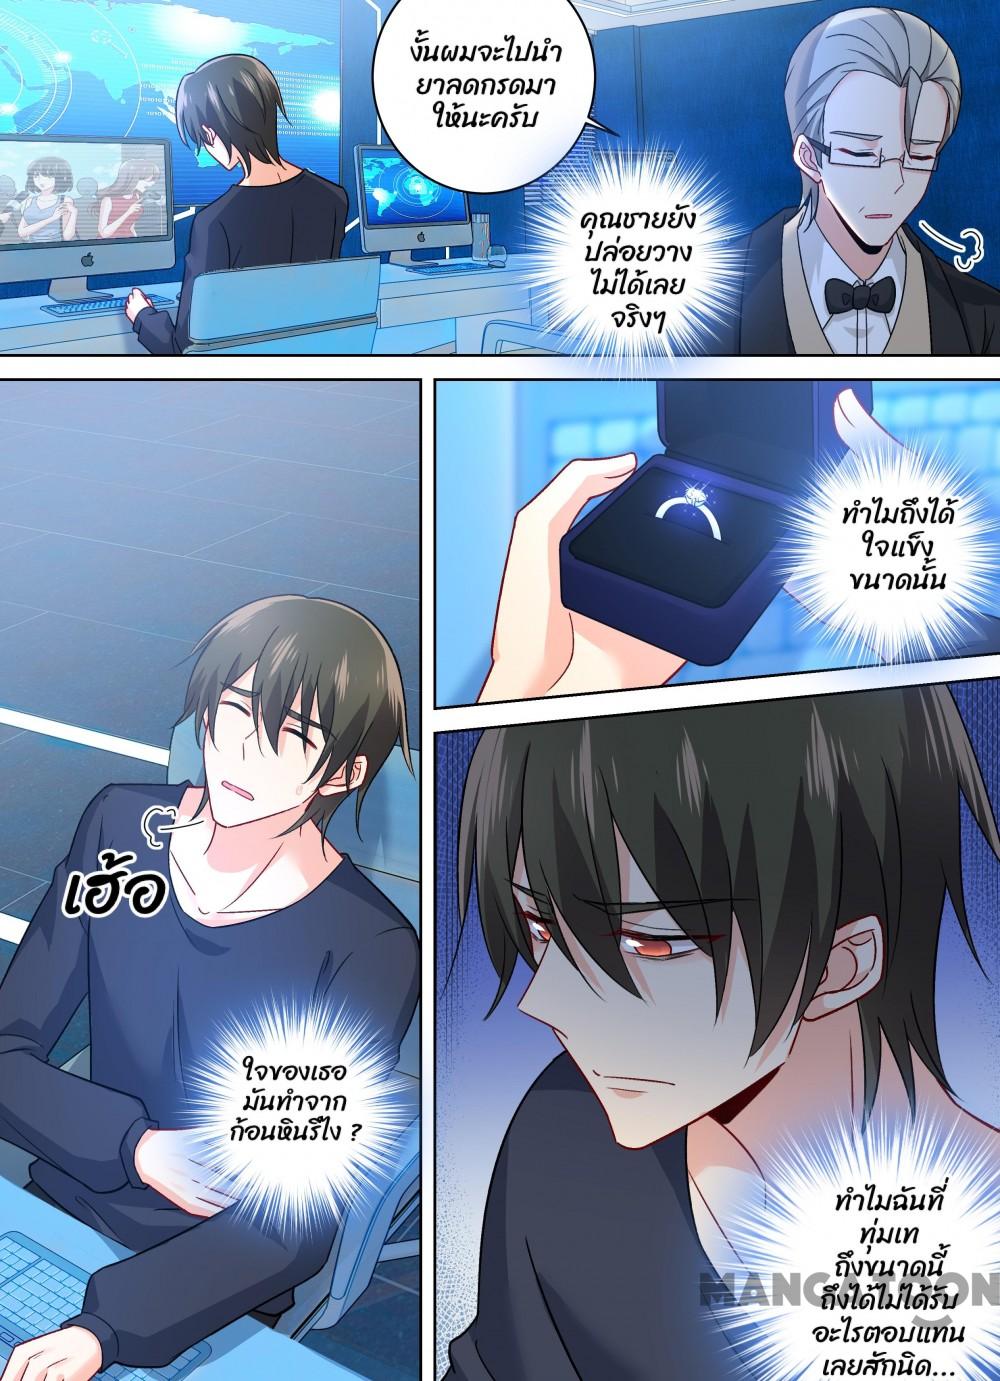 งั้นผมจะไปนำ
ยาลดกรดมา
ให้นะครับ
คุณชายยัง
ปล่อยวาง
ไม่ได้เลย
จริงๆ
ทำไมถึงได้
ใจแข็ง
ขนาดนั้น
เฮ้อ
ใจของเธอ
มันทำจาก
ก้อนหินรึไง ?
ทำไมฉันที่
ทุ่มเท
ถึงขนาดนี้
ถึงได้ไม่ได้รับ
อะไรตอบแทน
เลยสักนิด...
MANGATOON